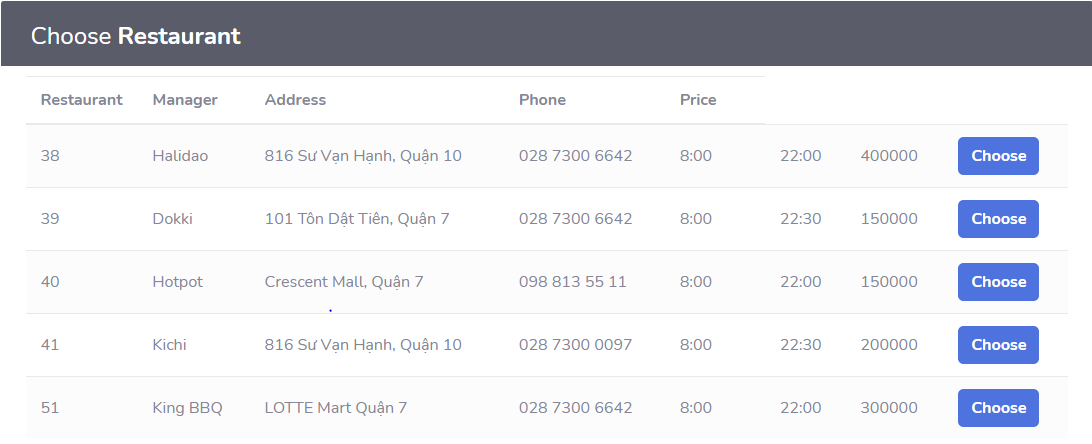 Choose Restaurant
Restaurant Manager Address Phone Price
38 Halidao 816 Sư Vạn Hạnh, Quận 10 028 7300 6642 8:00 22:00 400000 Choose
39 Dokki 101 Tôn Dật Tiên, Quận 7 028 7300 6642 8:00 22:30 150000 Choose
40 Hotpot Crescent Mall, Quận 7 098 813 55 11 8:00 22:00 150000 Choose
41 Kichi 816 Sư Vạn Hạnh, Quận 10 028 7300 0097 8:00 22:30 200000 Choose
51 King BBQ LOTTE Mart Quận 7 028 7300 6642 8:00 22:00 300000 Choose